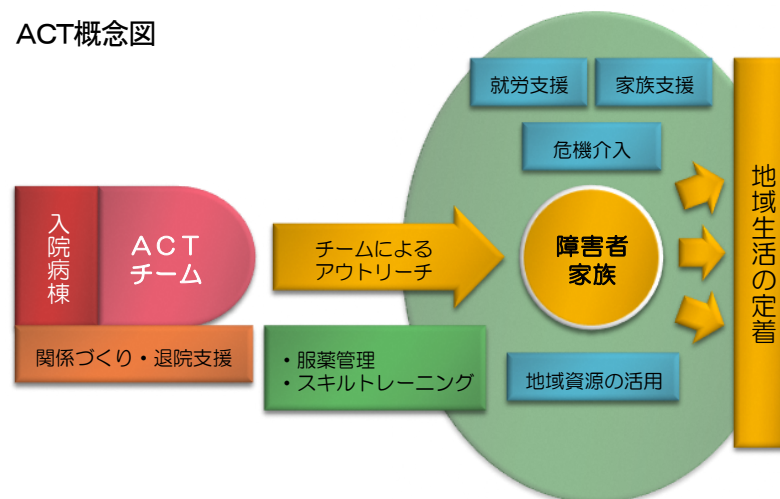 ACT概念図
就労支援
家族支援
危機介入
入院病棟
ACT
チーム
チームによる
アウトリーチ
障害者
家族
地域生活の定着
関係づくり・退院支援
・服薬管理
・スキルトレーニング
地域資源の活用